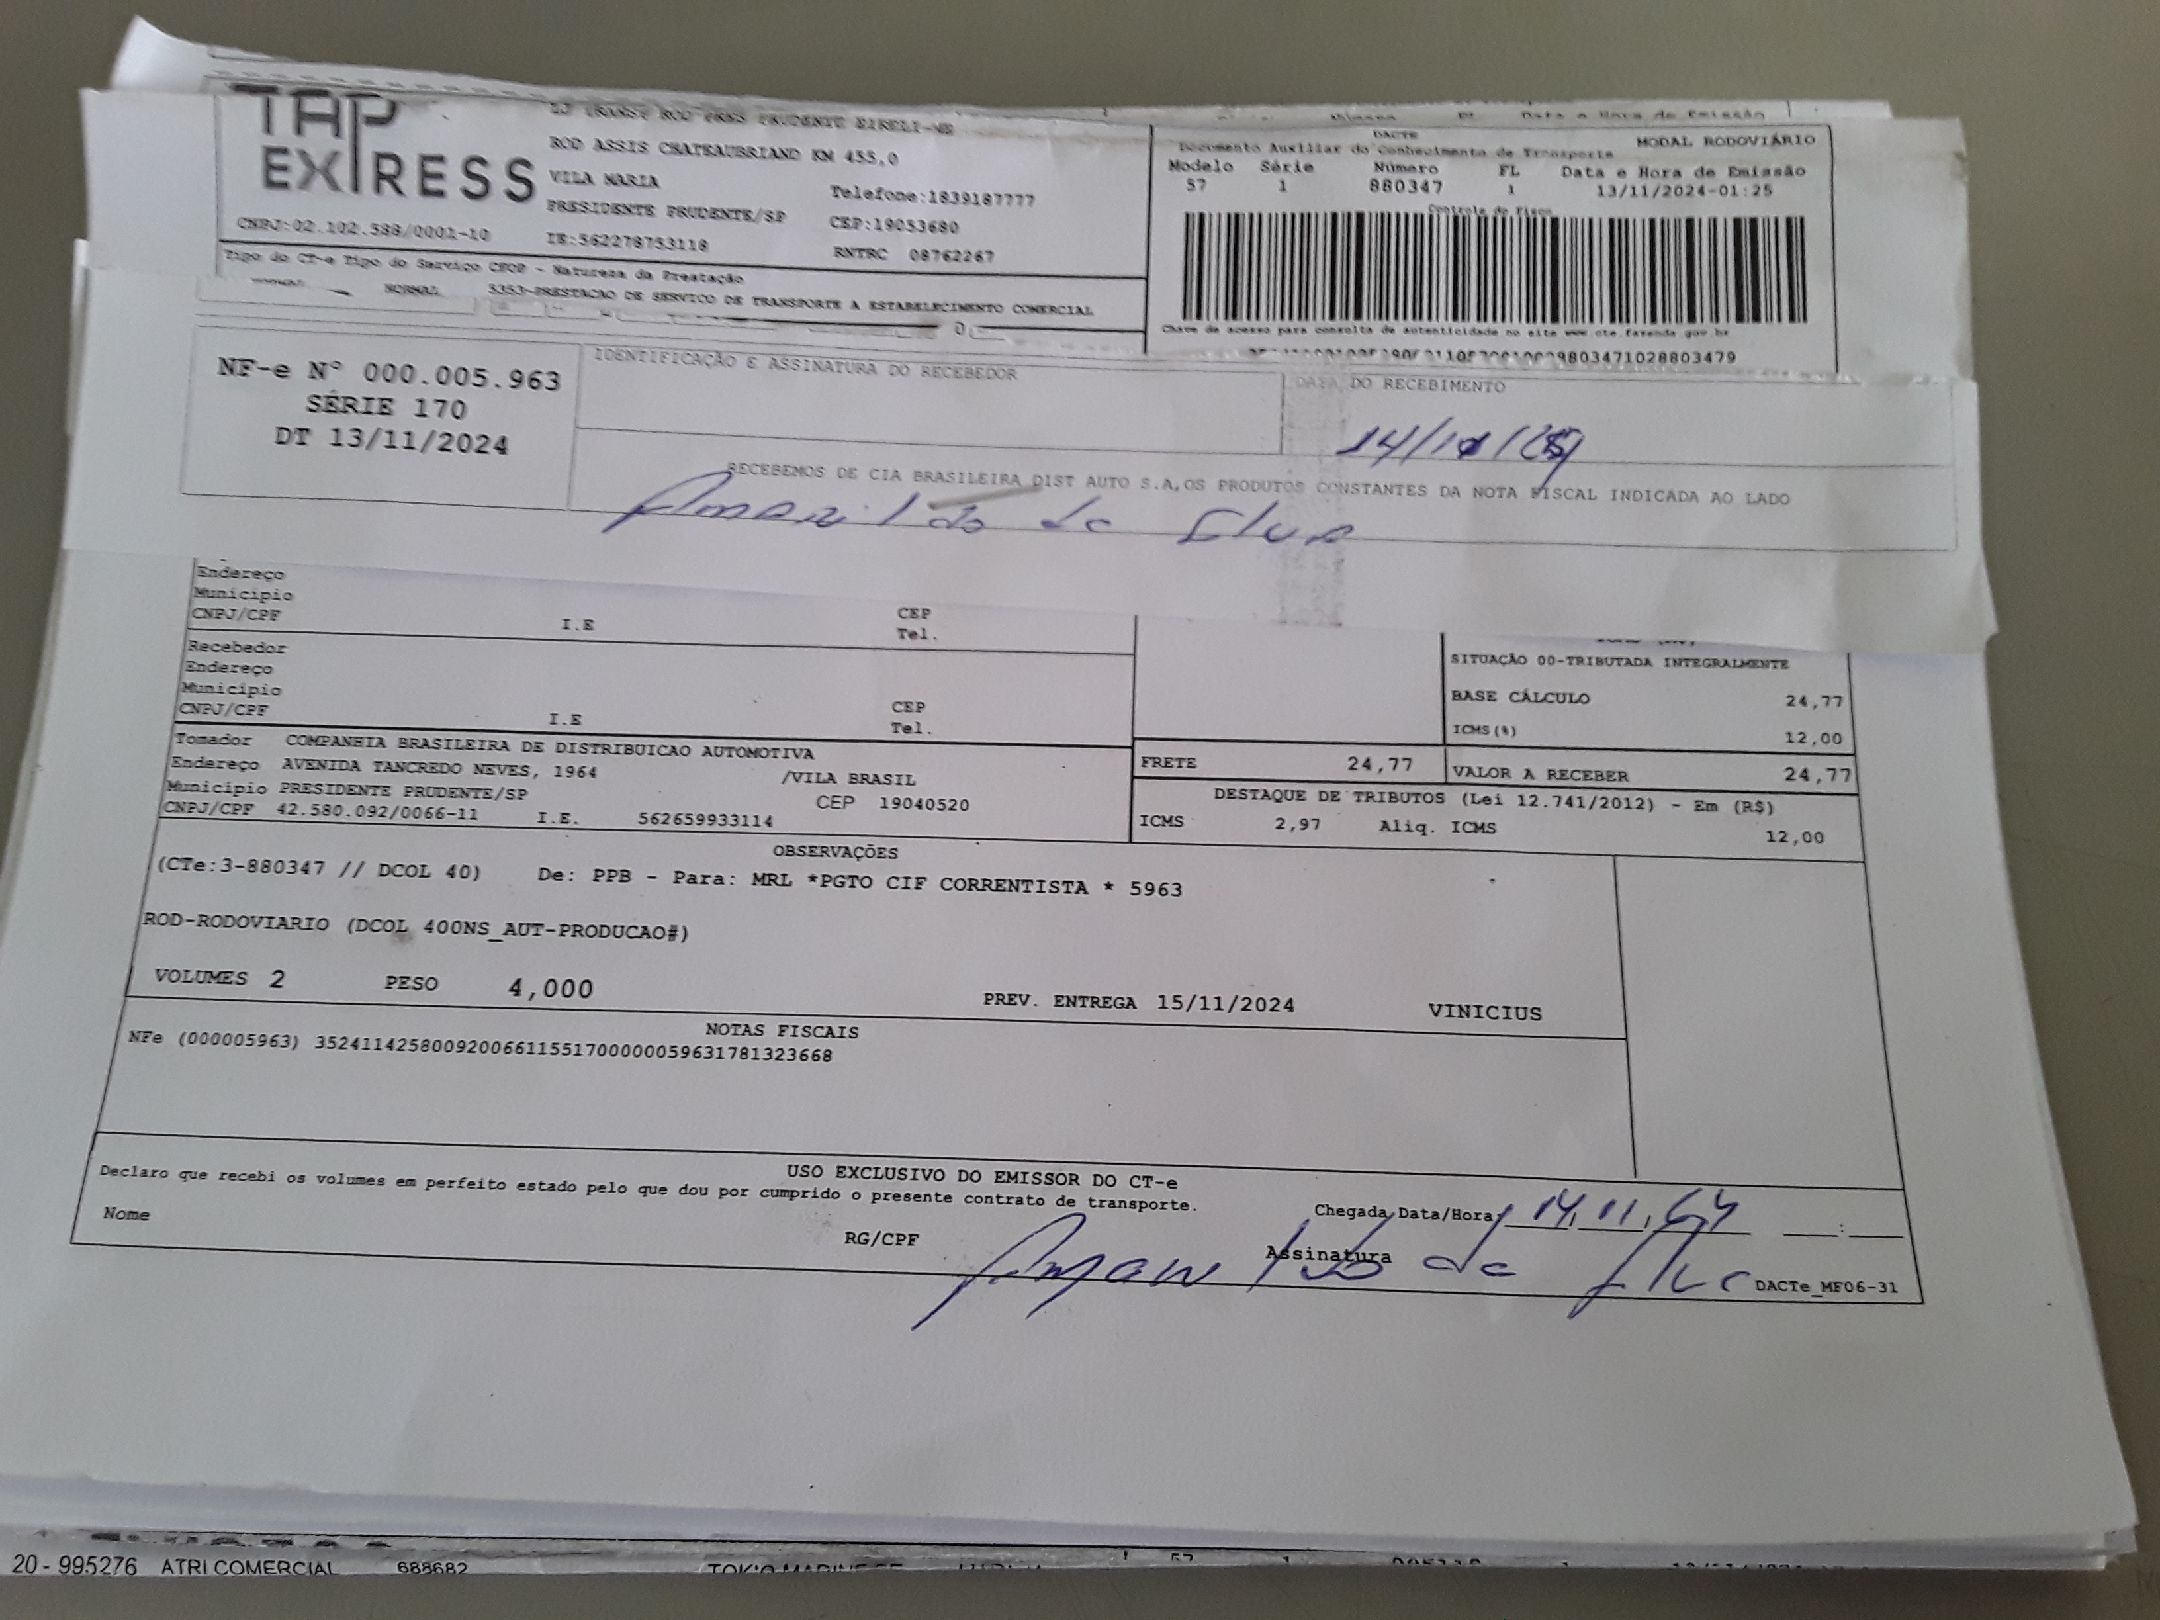 TAP
EXPRESS
ROD ASSIS CHATEAUBRIAND KM 455,0
VILA MARIA
Telefone:1839187777
PRESIDENTE PRUDENTE/SP
CEP:19053680
CNPJ:02.102.588/0001-10
IE:562278753118
RNTRC 08762267
Tipo do CT-e Tipo do Serviço CFOP - Natureza da Prestação
NORMAL 5353-PRESTACAO DE SERVICO DE TRANSPORTE A ESTABELECIMENTO COMERCIAL
Data e Hora de Emissão
DACTE
MODAL RODOVIÁRIO
Documento Auxiliar do Conhecimento de Transporte
Modelo Série Número FL Data e Hora de Emissão
57 1 880347 1 13/11/2024-01:25
Controle do Fisco
Chave de acesso para consulta de autenticidade no site www.cte.fazenda.gov.br
NF-e N° 000.005.963
SÉRIE 170
DT 13/11/2024
IDENTIFICAÇÃO E ASSINATURA DO RECEBEDOR
DATA DO RECEBIMENTO
RECEBEMOS DE CIA BRASILEIRA DIST AUTO S.A,OS PRODUTOS CONSTANTES DA NOTA FISCAL INDICADA AO LADO
Endereço
Município
CNPJ/CPF I.E CEP
Tel.
Recebedor
Endereço
Município
CNPJ/CPF I.E CEP
Tel.
SITUAÇÃO 00-TRIBUTADA INTEGRALMENTE
BASE CÁLCULO 24,77
ICMS(%) 12,00
Tomador COMPANHIA BRASILEIRA DE DISTRIBUICAO AUTOMOTIVA
Endereço AVENIDA TANCREDO NEVES, 1964 /VILA BRASIL
Município PRESIDENTE PRUDENTE/SP CEP 19040520
CNPJ/CPF 42.580.092/0066-11 I.E. 562659933114
FRETE 24,77 VALOR A RECEBER 24,77
DESTAQUE DE TRIBUTOS (Lei 12.741/2012) - Em (R$)
ICMS 2,97 Aliq. ICMS 12,00
OBSERVAÇÕES
(CTe:3-880347 // DCOL 40) De: PPB - Para: MRL *PGTO CIF CORRENTISTA * 5963
ROD-RODOVIARIO (DCOL 400NS_AUT-PRODUCAO#)
VOLUMES 2 PESO 4,000 PREV. ENTREGA 15/11/2024 VINICIUS
NOTAS FISCAIS
NFe (000005963) 35241142580092006611551700000059631781323668
USO EXCLUSIVO DO EMISSOR DO CT-e
Declaro que recebi os volumes em perfeito estado pelo que dou por cumprido o presente contrato de transporte.
Nome RG/CPF Chegada Data/Hora
Assinatura
DACTe_MF06-31
20 - 995276 ATRI COMERCIAL 688682